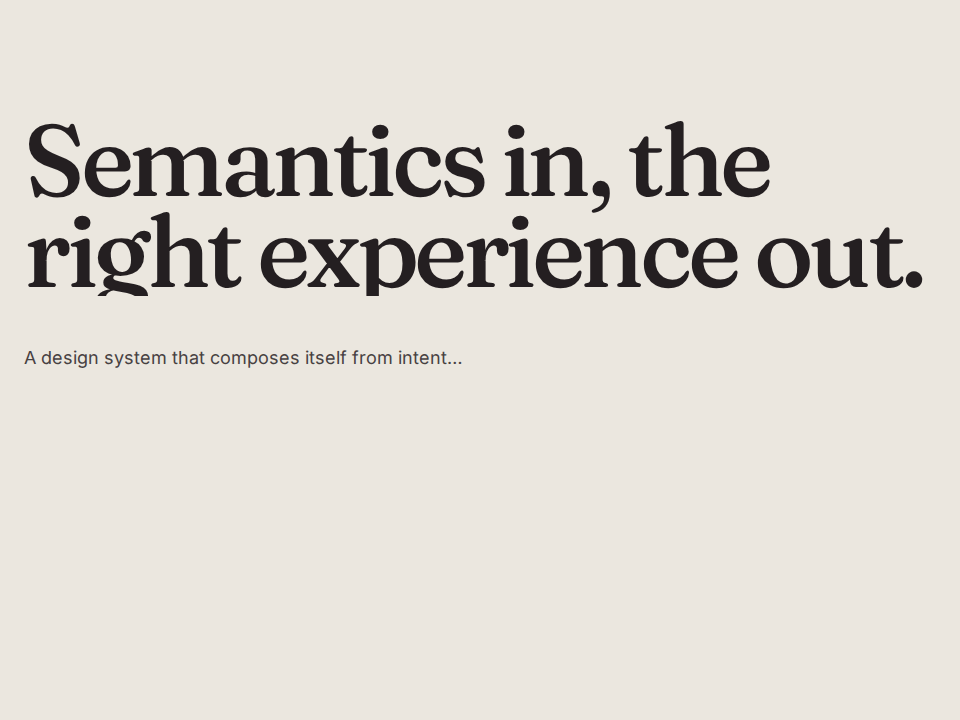 Semantics in, the
right experience out.
A design system that composes itself from intent...